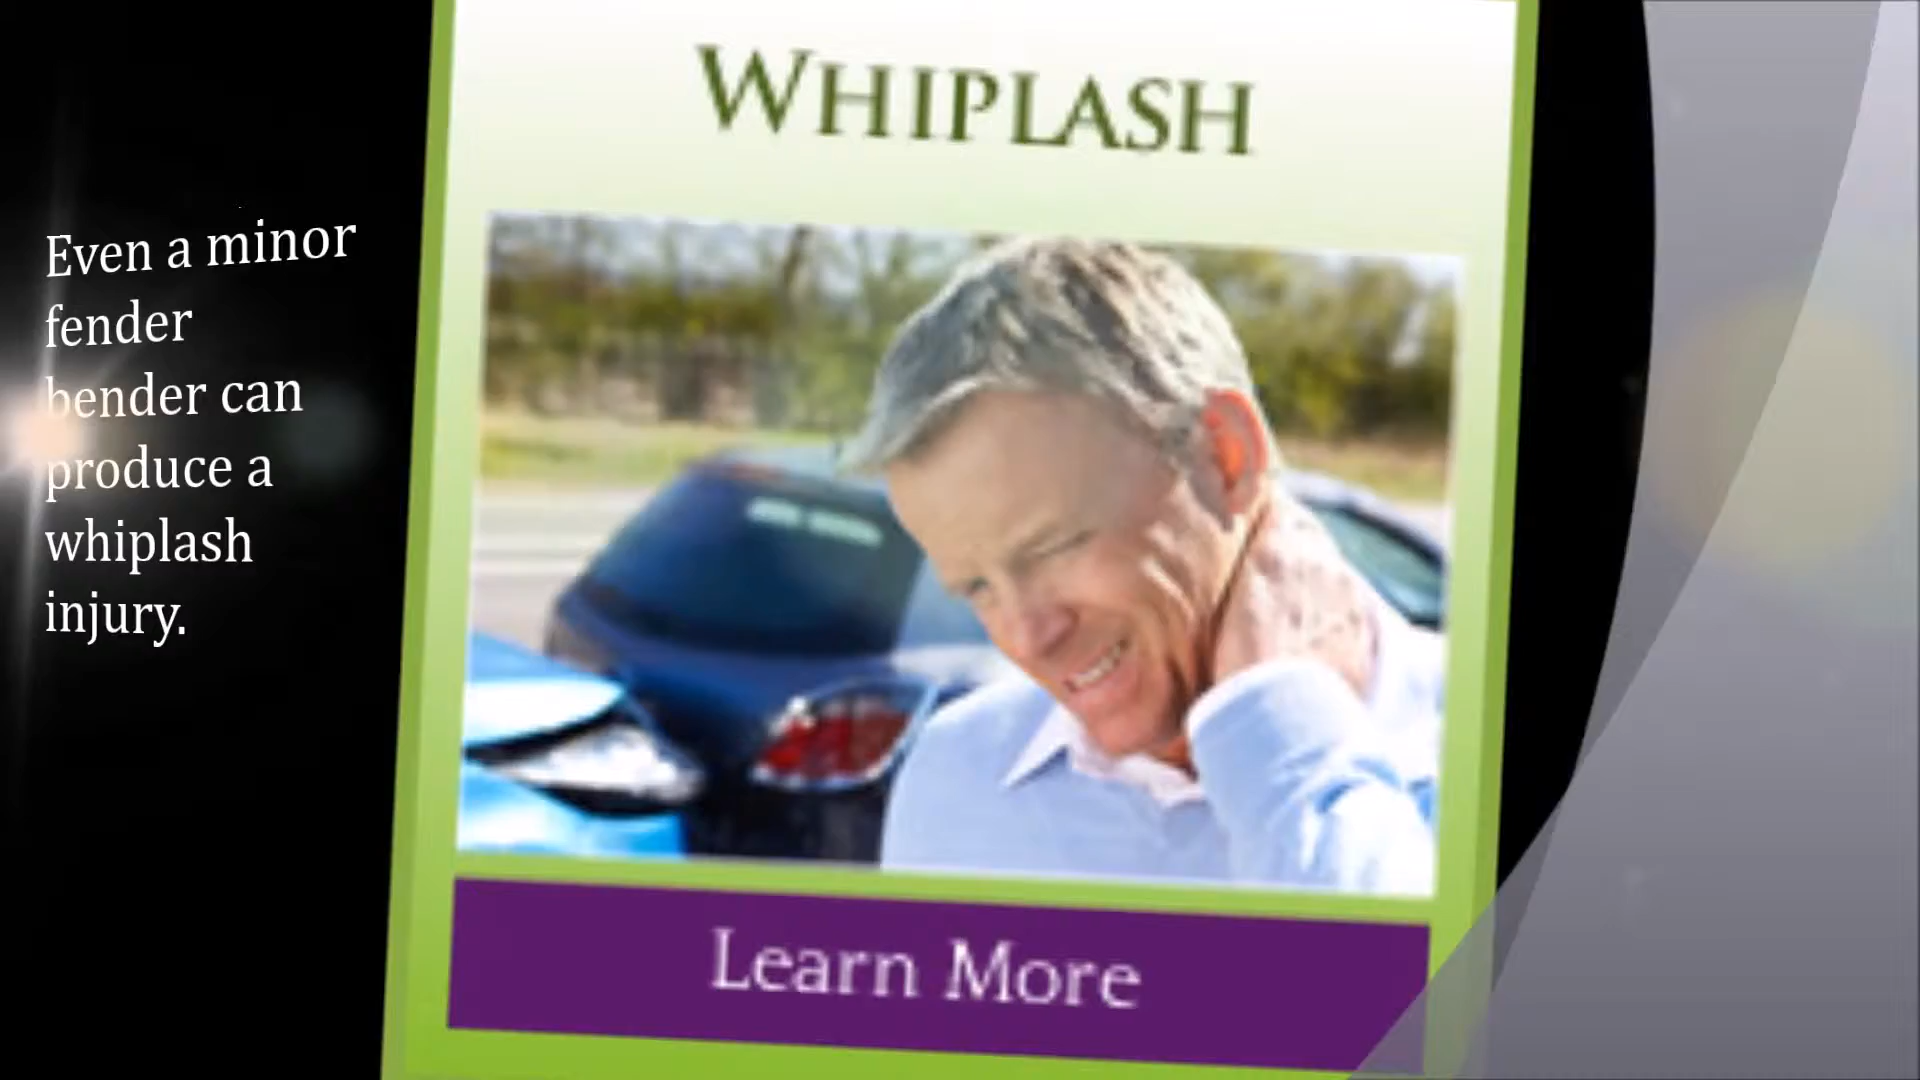 Even a minor
fender
bender can
produce a
whiplash
injury.
WHIPLASH
Learn More